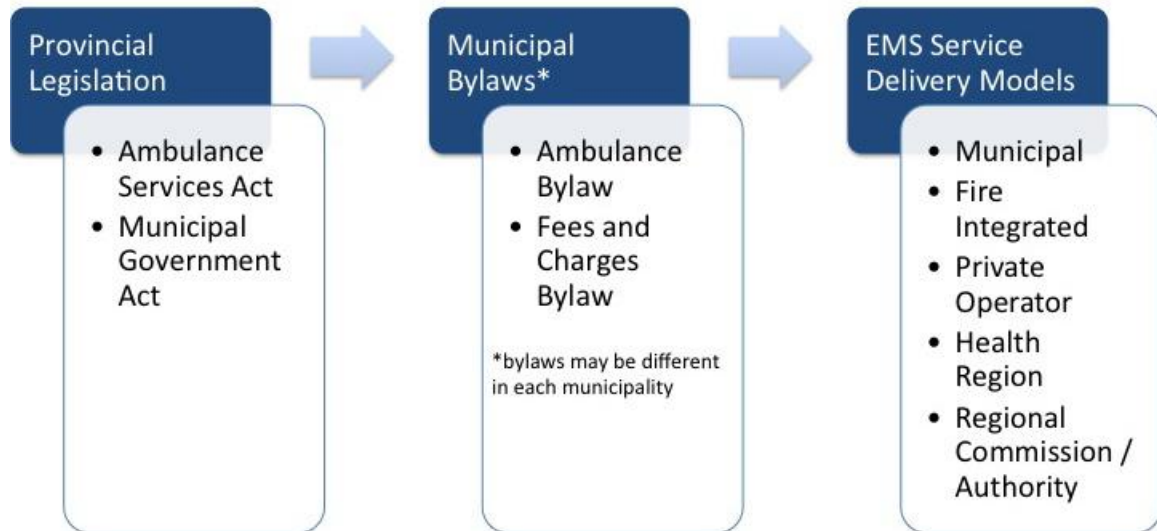 Provincial
Legislation
• Ambulance
Services Act
• Municipal
Government
Act
Municipal
Bylaws*
• Ambulance
Bylaw
• Fees and
Charges
Bylaw
*bylaws may be different
in each municipality
EMS Service
Delivery Models
• Municipal
• Fire
Integrated
• Private
Operator
• Health
Region
• Regional
Commission /
Authority